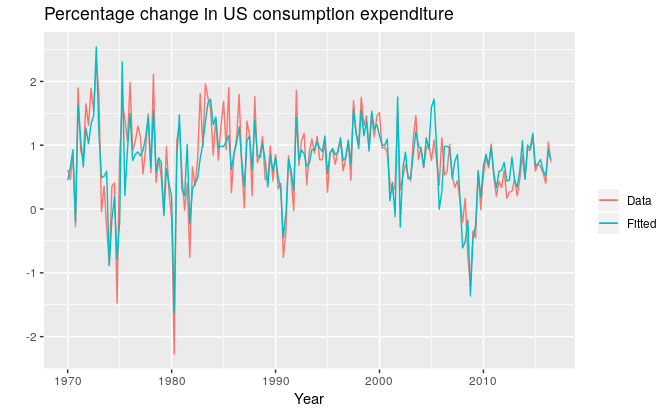 Percentage change in US consumption expenditure
2
1
0
-1
-2
1970 1980 1990 2000 2010
Year
Data
Fitted